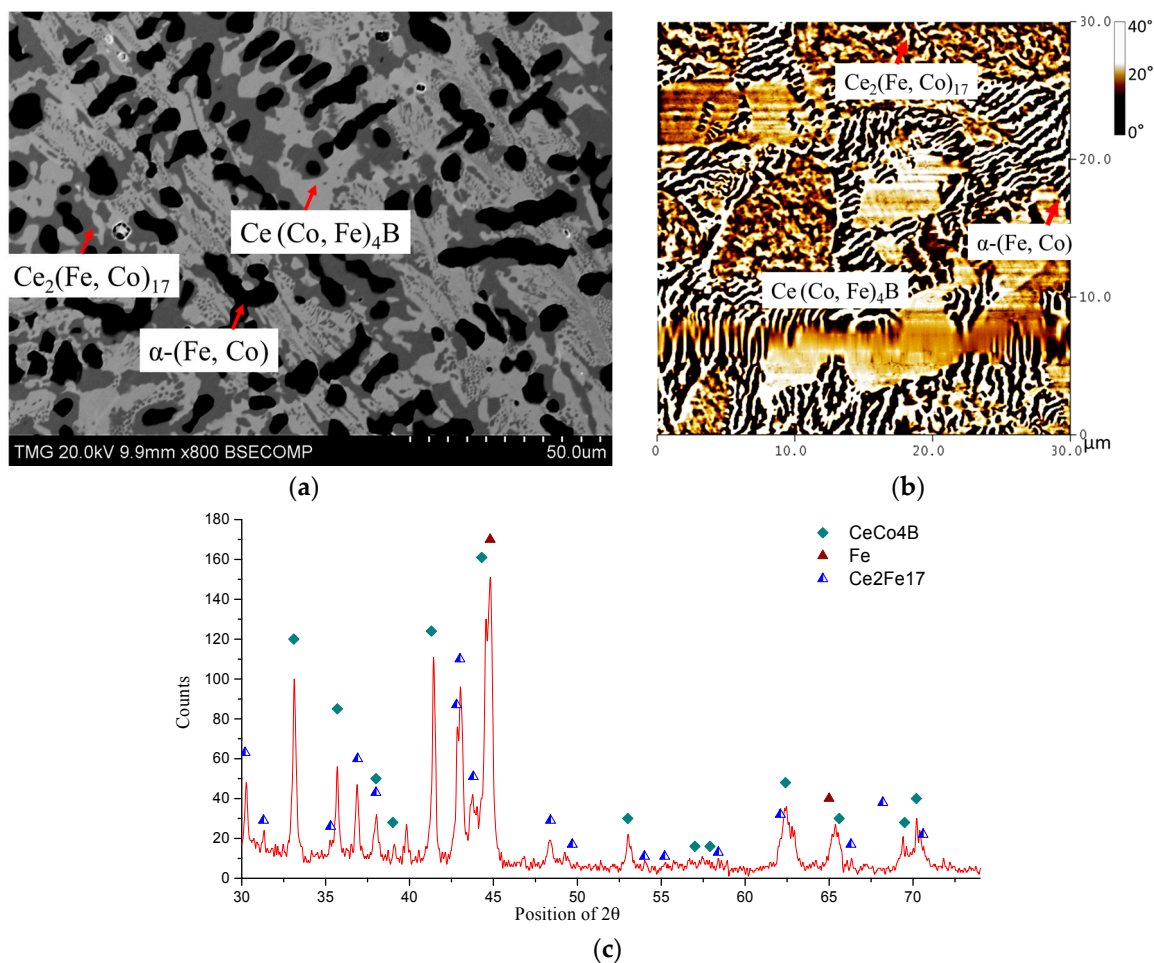 Ce₂(Fe, Co)₁₇
Ce (Co, Fe)₄B
α-(Fe, Co)
TMG 20.0kV 9.9mm x800 BSECOMP 50.0um
(a)
Ce₂(Fe, Co)₁₇
α-(Fe, Co)
Ce (Co, Fe)₄B
40°
20°
0°
30.0
20.0
10.0
0
μm
0 10.0 20.0 30.0
(b)
CeCo4B
Fe
Ce2Fe17
Counts
180
160
140
120
100
80
60
40
20
0
30 35 40 45 50 55 60 65 70
Position of 2θ
(c)